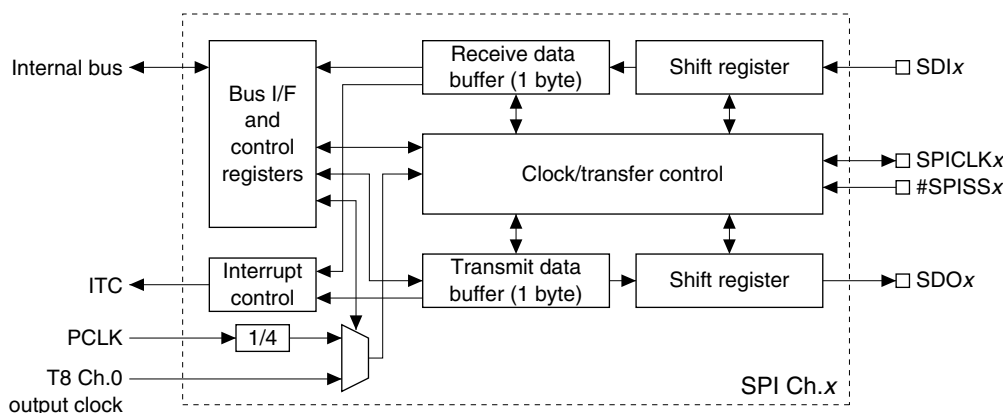 Internal bus
Bus I/F
and
control
registers
Receive data
buffer (1 byte)
Shift register
SDIx
Clock/transfer control
SPICLKx
#SPISSx
ITC
Interrupt
control
Transmit data
buffer (1 byte)
Shift register
SDOx
PCLK
1/4
T8 Ch.0
output clock
SPI Ch.x